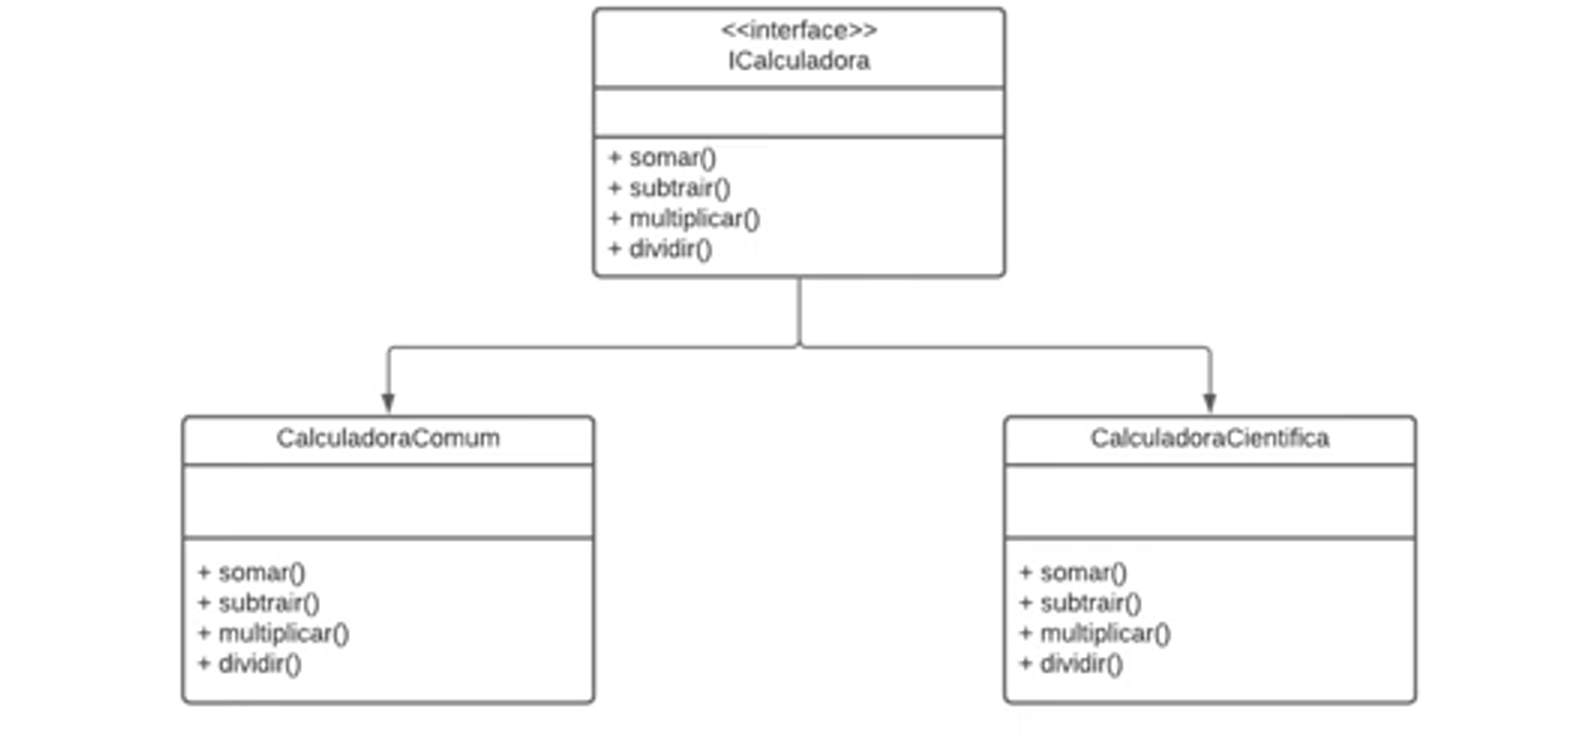 <<interface>>
ICalculadora
+ somar()
+ subtrair()
+ multiplicar()
+ dividir()
CalculadoraComum
+ somar()
+ subtrair()
+ multiplicar()
+ dividir()
CalculadoraCientifica
+ somar()
+ subtrair()
+ multiplicar()
+ dividir()